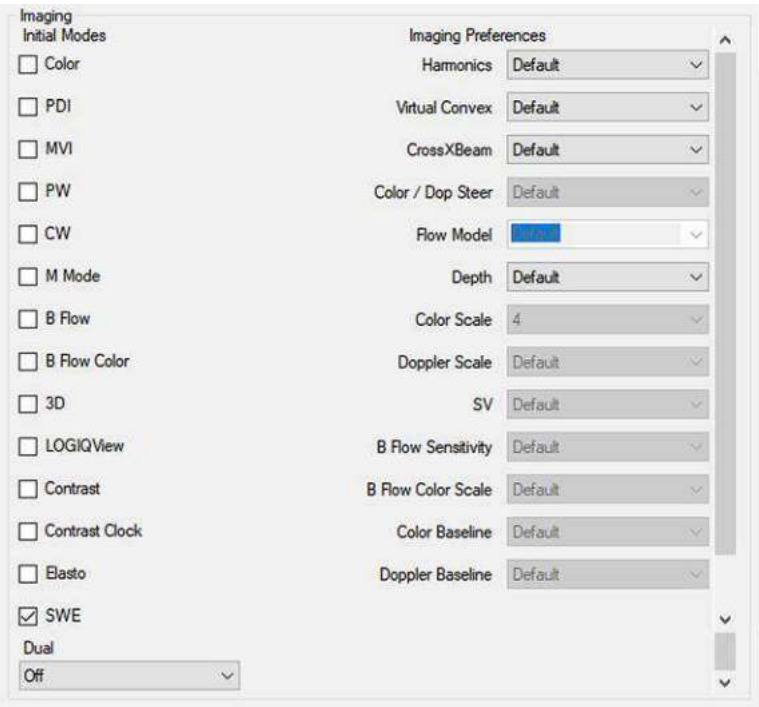 Imaging
Initial Modes Imaging Preferences
Color Harmonics Default
PDI Virtual Convex Default
MVI CrossXBeam Default
PW Color / Dop Steer Default
CW Flow Model Default
M Mode Depth Default
B Flow Color Scale 4
B Flow Color Doppler Scale Default
3D SV Default
LOGIQView B Flow Sensitivity Default
Contrast B Flow Color Scale Default
Contrast Clock Color Baseline Default
Elasto Doppler Baseline Default
SWE
Dual
Off